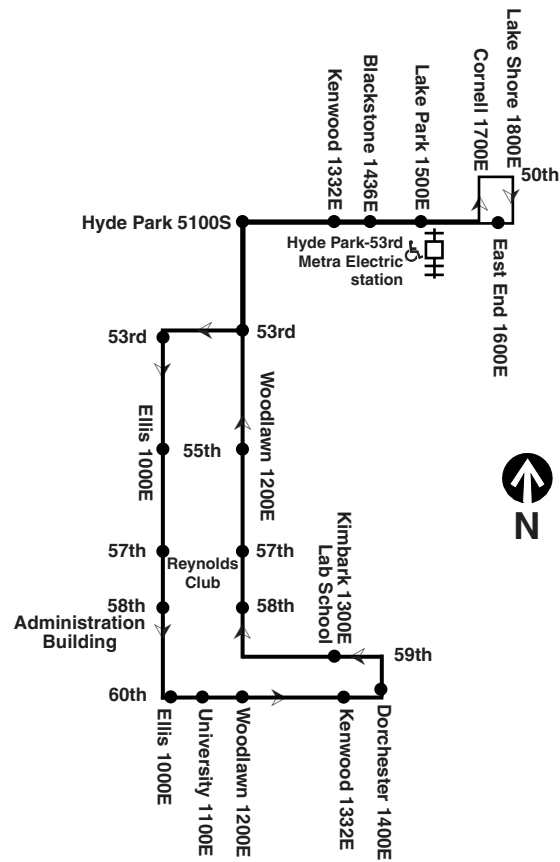 Lake Shore 1800E
Cornell 1700E
50th
Lake Park 1500E
Blackstone 1436E
Kenwood 1332E
Hyde Park 5100S
Hyde Park-53rd
Metra Electric
station
East End 1600E
53rd
53rd
Ellis 1000E
55th
Woodlawn 1200E
N
57th
Reynolds
Club
57th
Kimbark 1300E
Lab School
58th
58th
Administration
Building
59th
60th
Ellis 1000E
University 1100E
Woodlawn 1200E
Kenwood 1332E
Dorchester 1400E